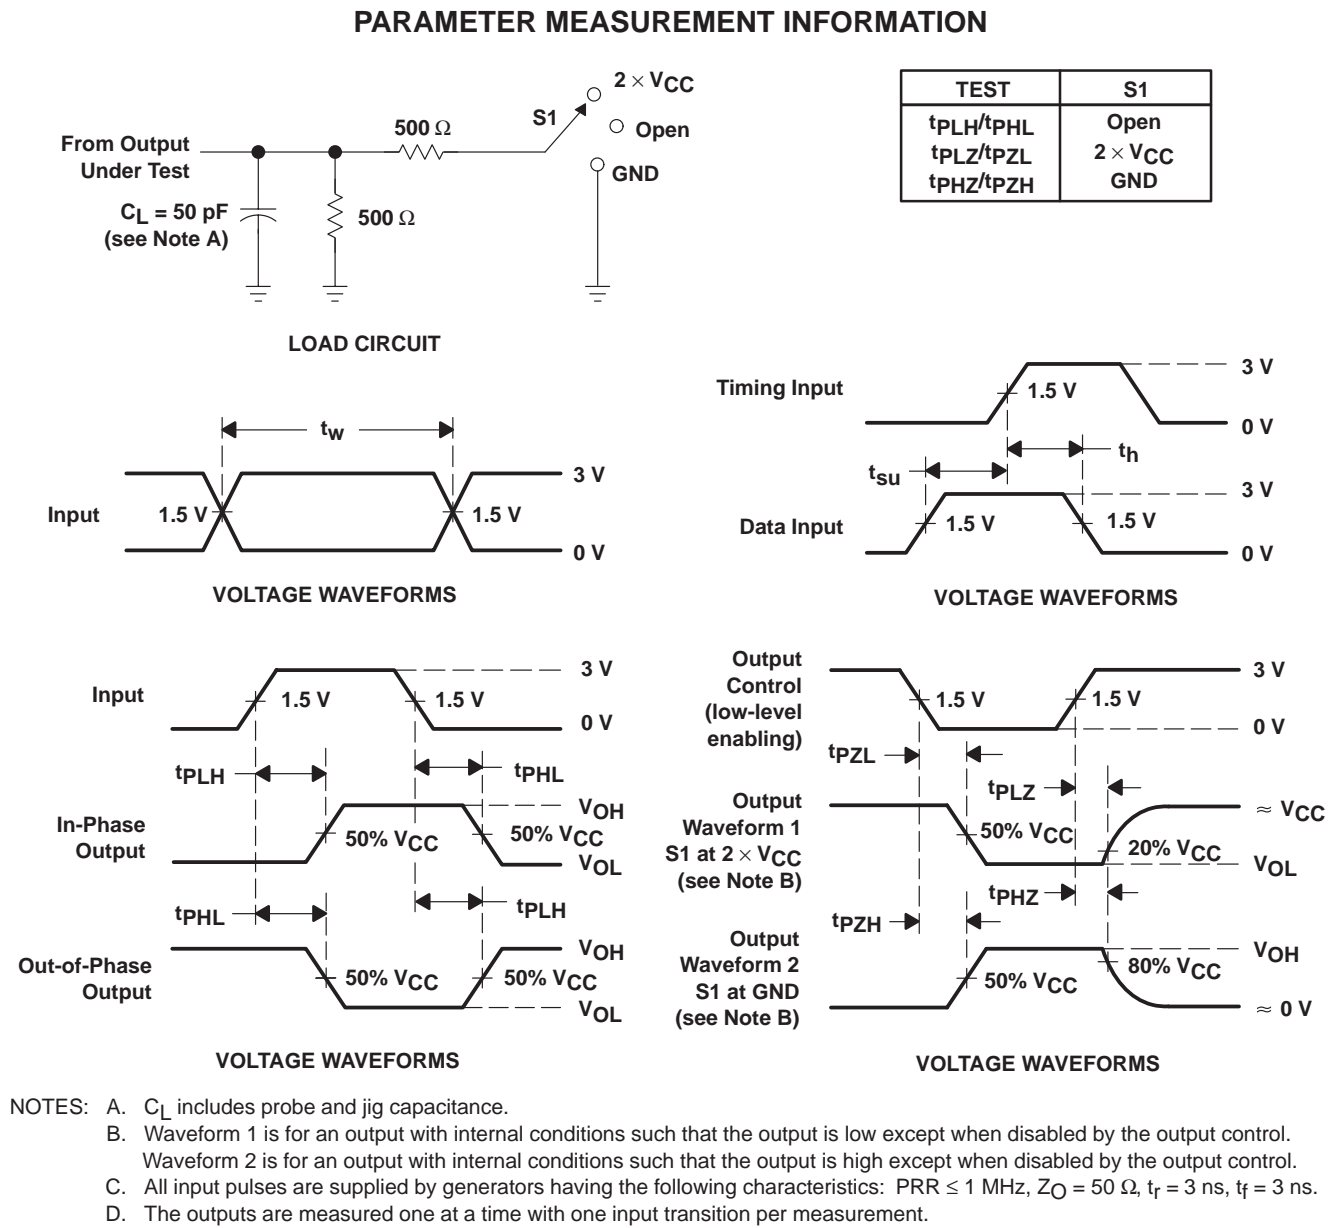 PARAMETER MEASUREMENT INFORMATION
From Output
Under Test
CL = 50 pF
(see Note A)
500 Ω
500 Ω
S1
2 × VCC
Open
GND
LOAD CIRCUIT
TEST S1
tPLH/tPHL Open
tPLZ/tPZL 2 × VCC
tPHZ/tPZH GND
Input
tw
1.5 V
1.5 V
3 V
0 V
VOLTAGE WAVEFORMS
Timing Input
1.5 V
3 V
0 V
th
tsu
Data Input
1.5 V
1.5 V
3 V
0 V
VOLTAGE WAVEFORMS
Input
1.5 V
1.5 V
3 V
0 V
tPLH
tPHL
In-Phase
Output
50% VCC
50% VCC
VOH
VOL
tPHL
tPLH
Out-of-Phase
Output
50% VCC
50% VCC
VOH
VOL
VOLTAGE WAVEFORMS
Output
Control
(low-level
enabling)
1.5 V
1.5 V
3 V
0 V
tPZL
tPLZ
Output
Waveform 1
S1 at 2 × VCC
(see Note B)
50% VCC
20% VCC
≈ VCC
VOL
tPZH
tPHZ
Output
Waveform 2
S1 at GND
(see Note B)
50% VCC
80% VCC
VOH
≈ 0 V
VOLTAGE WAVEFORMS
NOTES: A. CL includes probe and jig capacitance.
B. Waveform 1 is for an output with internal conditions such that the output is low except when disabled by the output control.
Waveform 2 is for an output with internal conditions such that the output is high except when disabled by the output control.
C. All input pulses are supplied by generators having the following characteristics: PRR ≤ 1 MHz, ZO = 50 Ω, tr = 3 ns, tf = 3 ns.
D. The outputs are measured one at a time with one input transition per measurement.